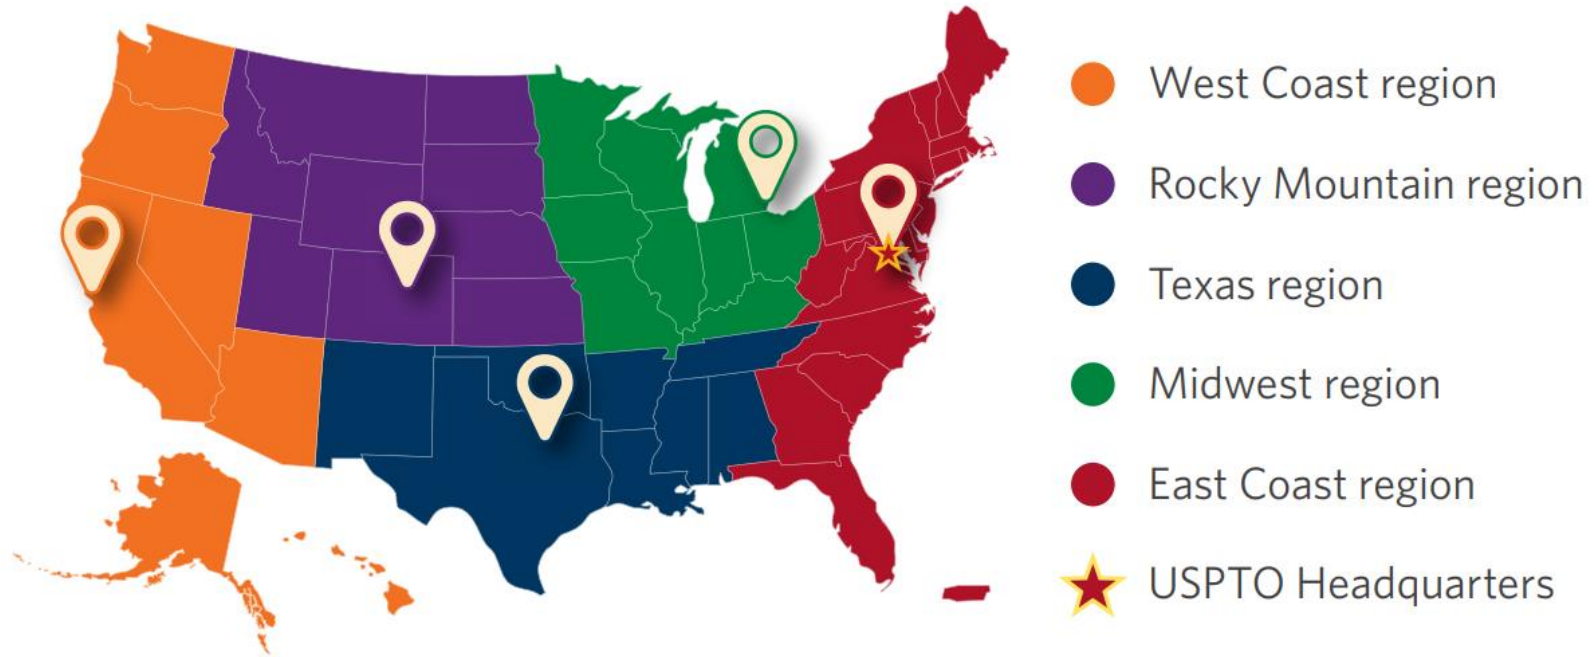 West Coast region
Rocky Mountain region
Texas region
Midwest region
East Coast region
USPTO Headquarters